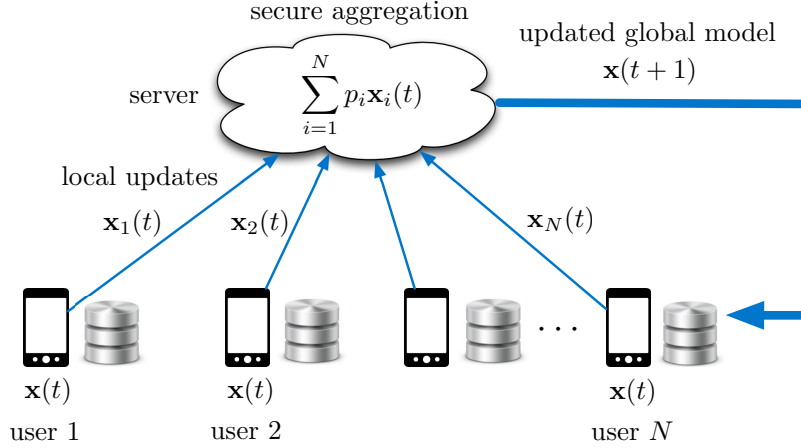 secure aggregation
updated global model
x(t + 1)
server
\sum_{i=1}^{N} p_i x_i(t)
local updates
x_1(t)
x_2(t)
x_N(t)
. . .
x(t)
x(t)
x(t)
user 1
user 2
user N